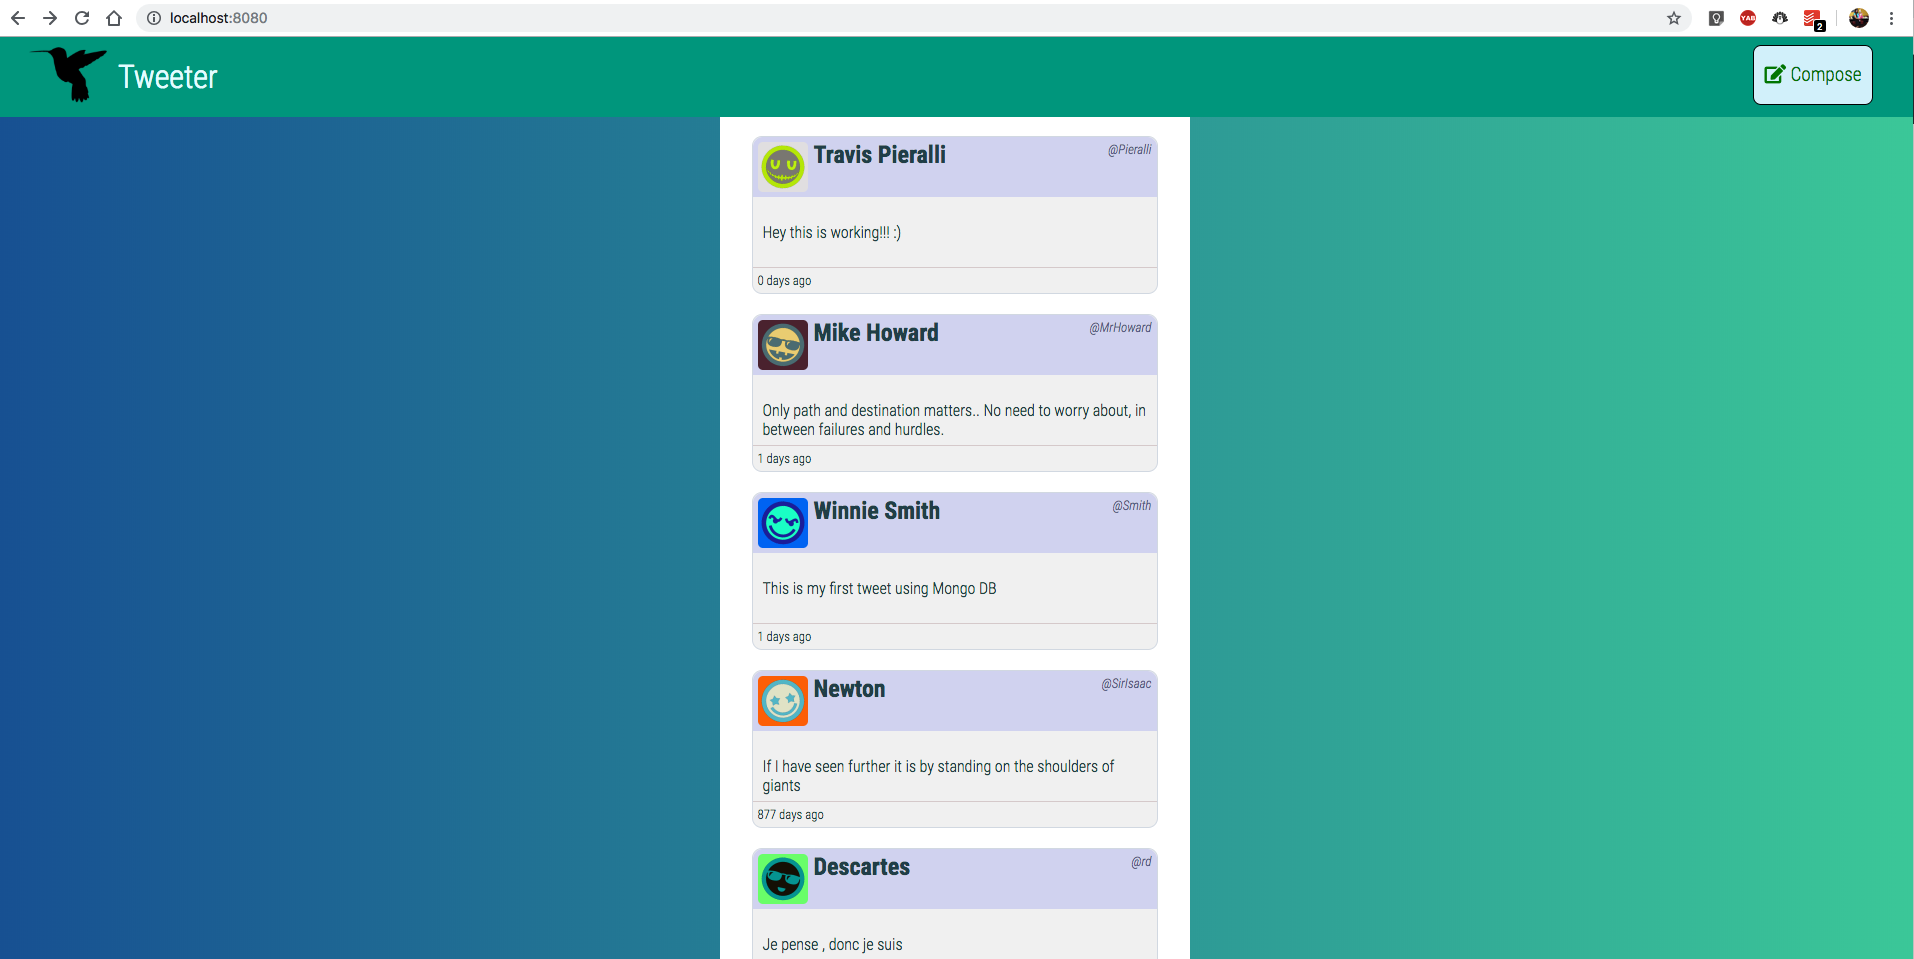 localhost:8080
YAB
2
Tweeter
Compose
Travis Pieralli
@Pieralli
Hey this is working!!! :)
0 days ago
Mike Howard
@MrHoward
Only path and destination matters.. No need to worry about, in
between failures and hurdles.
1 days ago
Winnie Smith
@Smith
This is my first tweet using Mongo DB
1 days ago
Newton
@SirIsaac
If I have seen further it is by standing on the shoulders of
giants
877 days ago
Descartes
@rd
Je pense , donc je suis